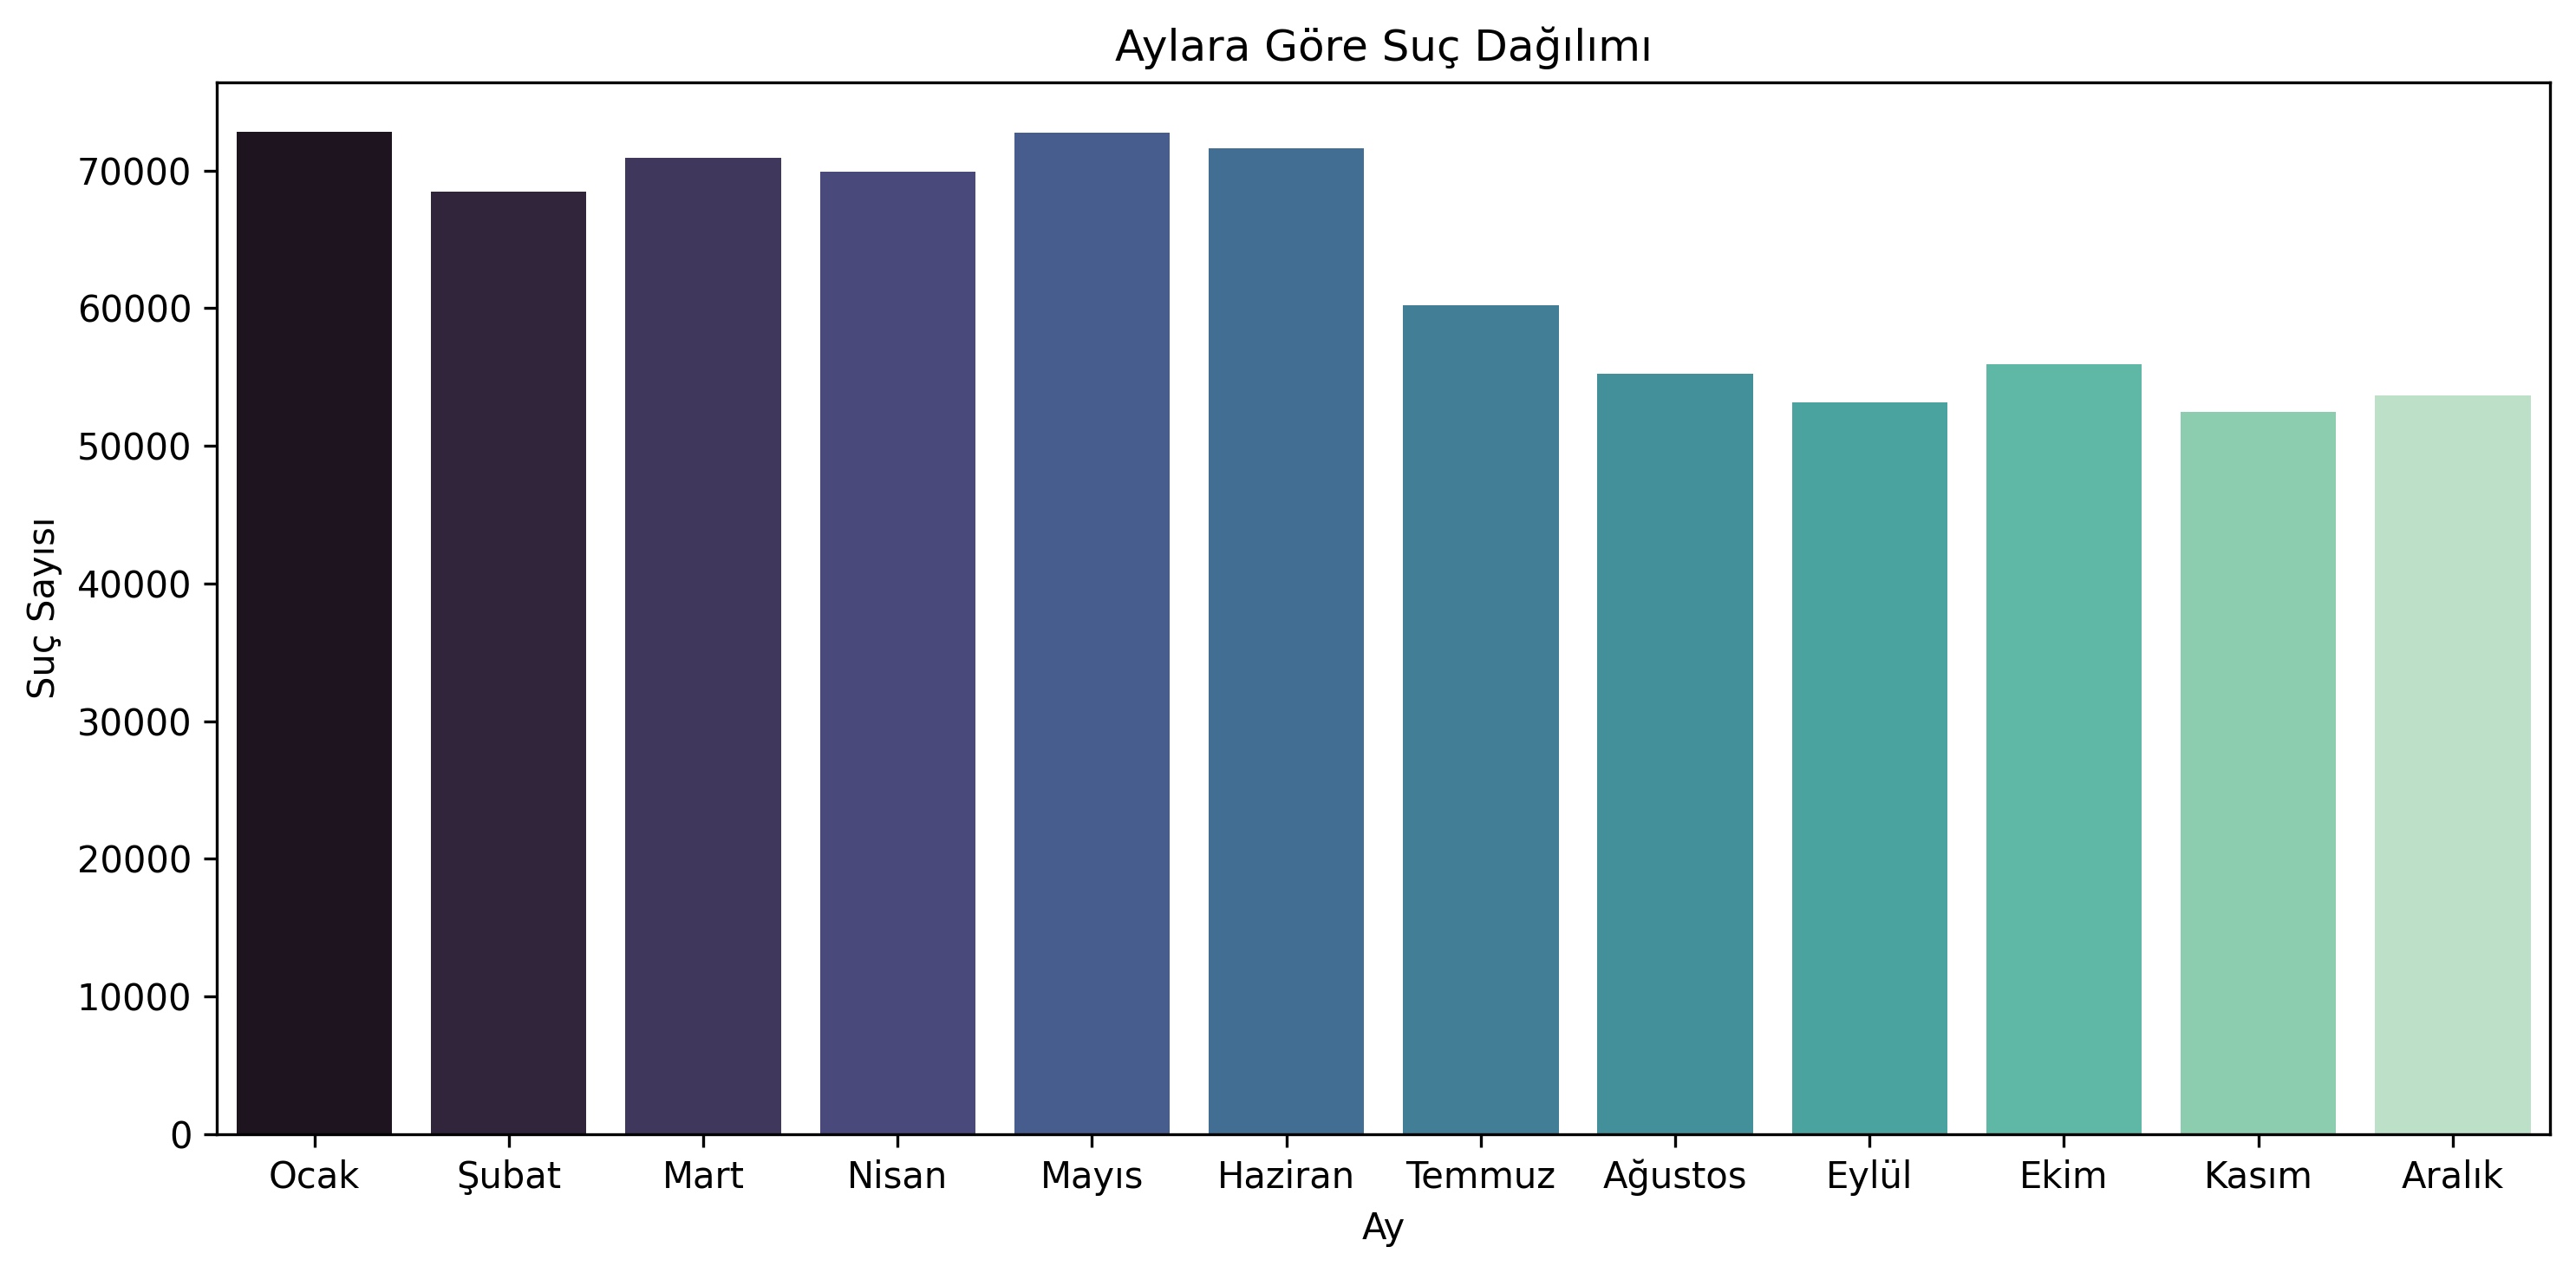 Aylara Göre Suç Dağılımı
Suç Sayısı
70000
60000
50000
40000
30000
20000
10000
0
Ocak Şubat Mart Nisan Mayıs Haziran Temmuz Ağustos Eylül Ekim Kasım Aralık
Ay